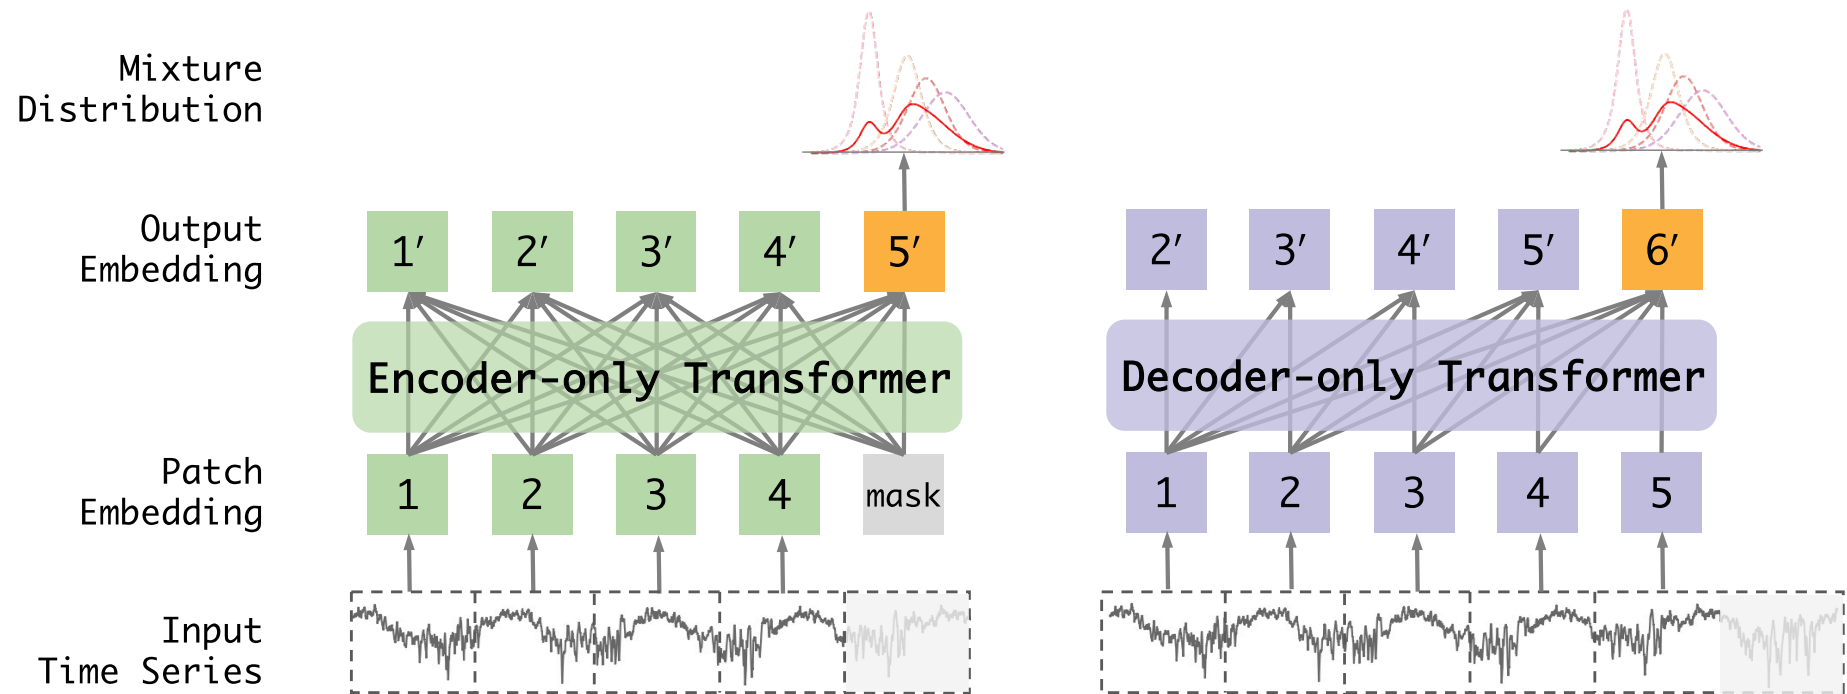 Mixture
Distribution
Output
Embedding
1′ 2′ 3′ 4′ 5′
2′ 3′ 4′ 5′ 6′
Encoder-only Transformer
Decoder-only Transformer
Patch
Embedding
1 2 3 4 mask
1 2 3 4 5
Input
Time Series